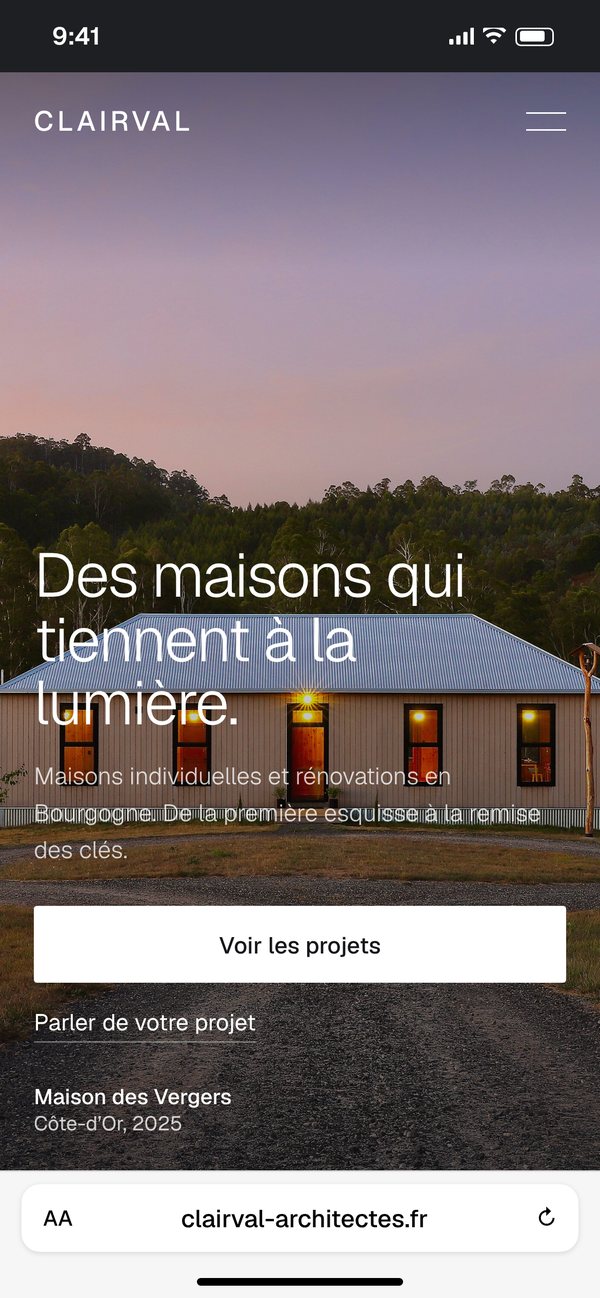 9:41
CLAIRVAL
Des maisons qui
tiennent à la
lumière.
Maisons individuelles et rénovations en
Bourgogne. De la première esquisse à la remise
des clés.
Voir les projets
Parler de votre projet
Maison des Vergers
Côte-d’Or, 2025
AA
clairval-architectes.fr